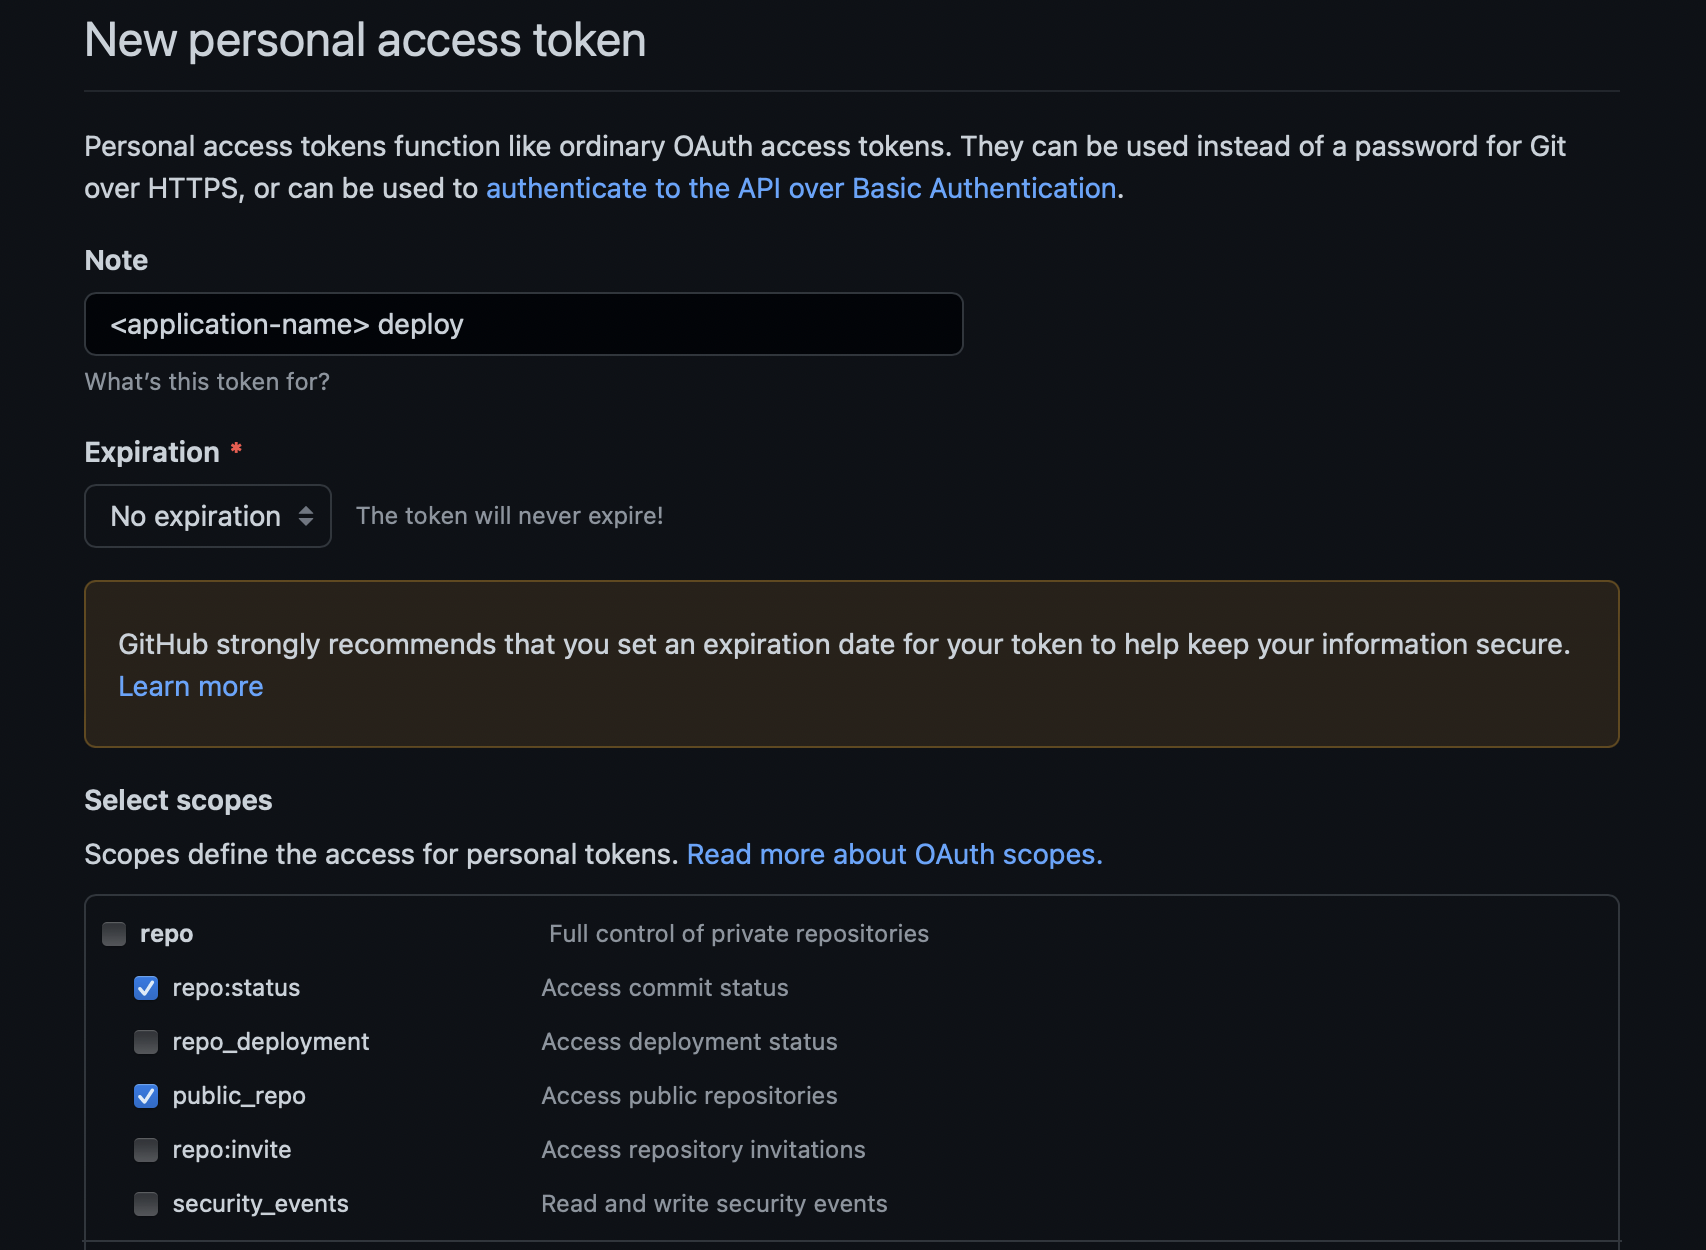 New personal access token
Personal access tokens function like ordinary OAuth access tokens. They can be used instead of a password for Git
over HTTPS, or can be used to authenticate to the API over Basic Authentication.
Note
<application-name> deploy
What's this token for?
Expiration *
No expiration The token will never expire!
GitHub strongly recommends that you set an expiration date for your token to help keep your information secure.
Learn more
Select scopes
Scopes define the access for personal tokens. Read more about OAuth scopes.
repo Full control of private repositories
repo:status Access commit status
repo_deployment Access deployment status
public_repo Access public repositories
repo:invite Access repository invitations
security_events Read and write security events